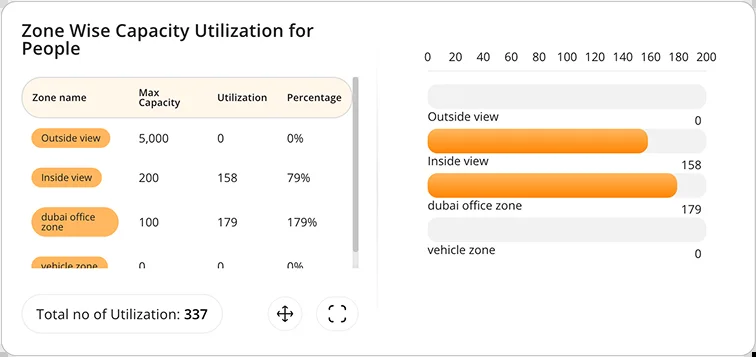 Zone Wise Capacity Utilization for
People
Zone name Max Capacity Utilization Percentage
Outside view 5,000 0 0%
Inside view 200 158 79%
dubai office zone 100 179 179%
vehicle zone 0 0 0%
Total no of Utilization: 337
0 20 40 60 80 100 120 140 160 180 200
Outside view 0
Inside view 158
dubai office zone 179
vehicle zone 0